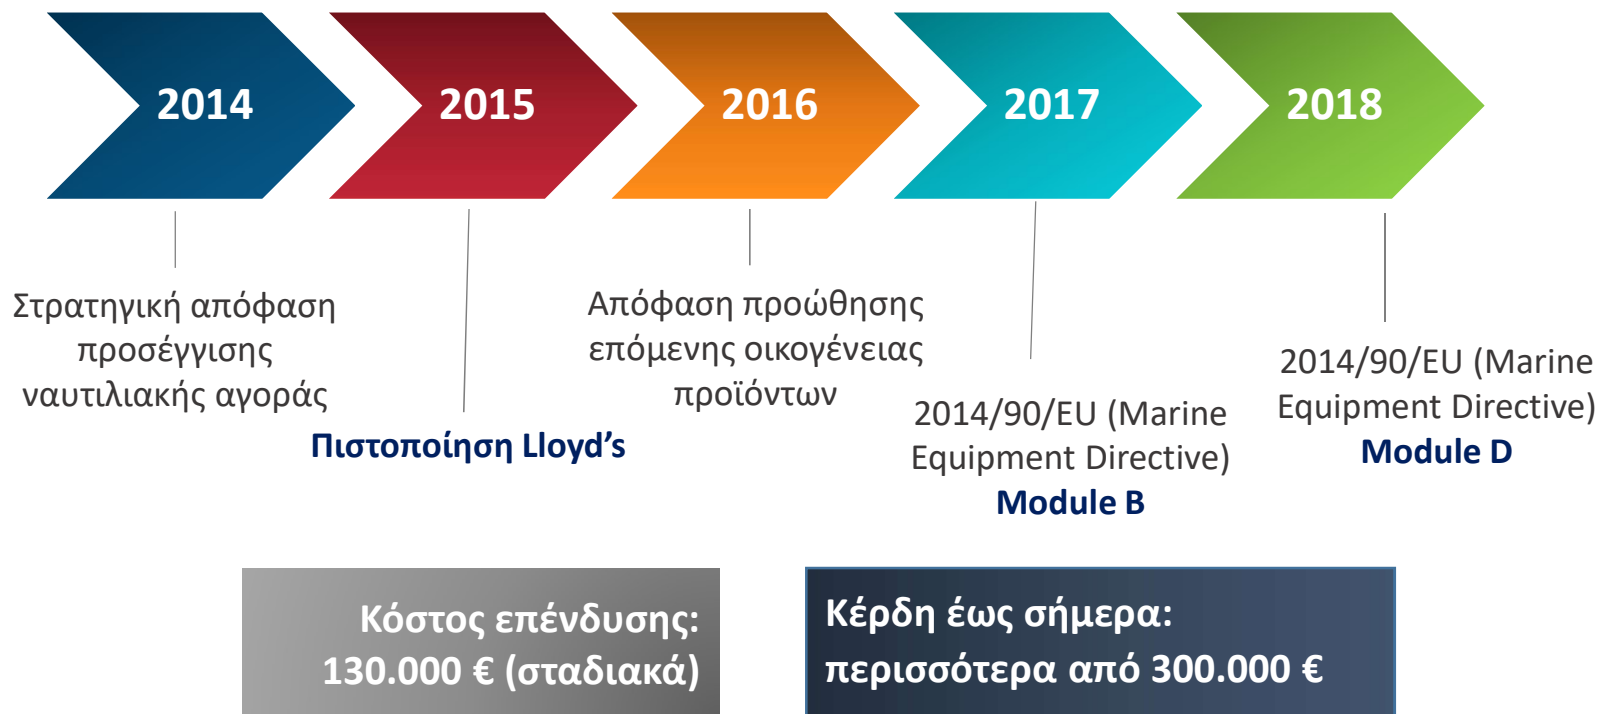 2014
2015
2016
2017
2018
Στρατηγική απόφαση
προσέγγισης
ναυτιλιακής αγοράς
Πιστοποίηση Lloyd’s
Απόφαση προώθησης
επόμενης οικογένειας
προϊόντων
2014/90/EU (Marine
Equipment Directive)
Module B
2014/90/EU (Marine
Equipment Directive)
Module D
Κόστος επένδυσης:
130.000 € (σταδιακά)
Κέρδη έως σήμερα:
περισσότερα από 300.000 €